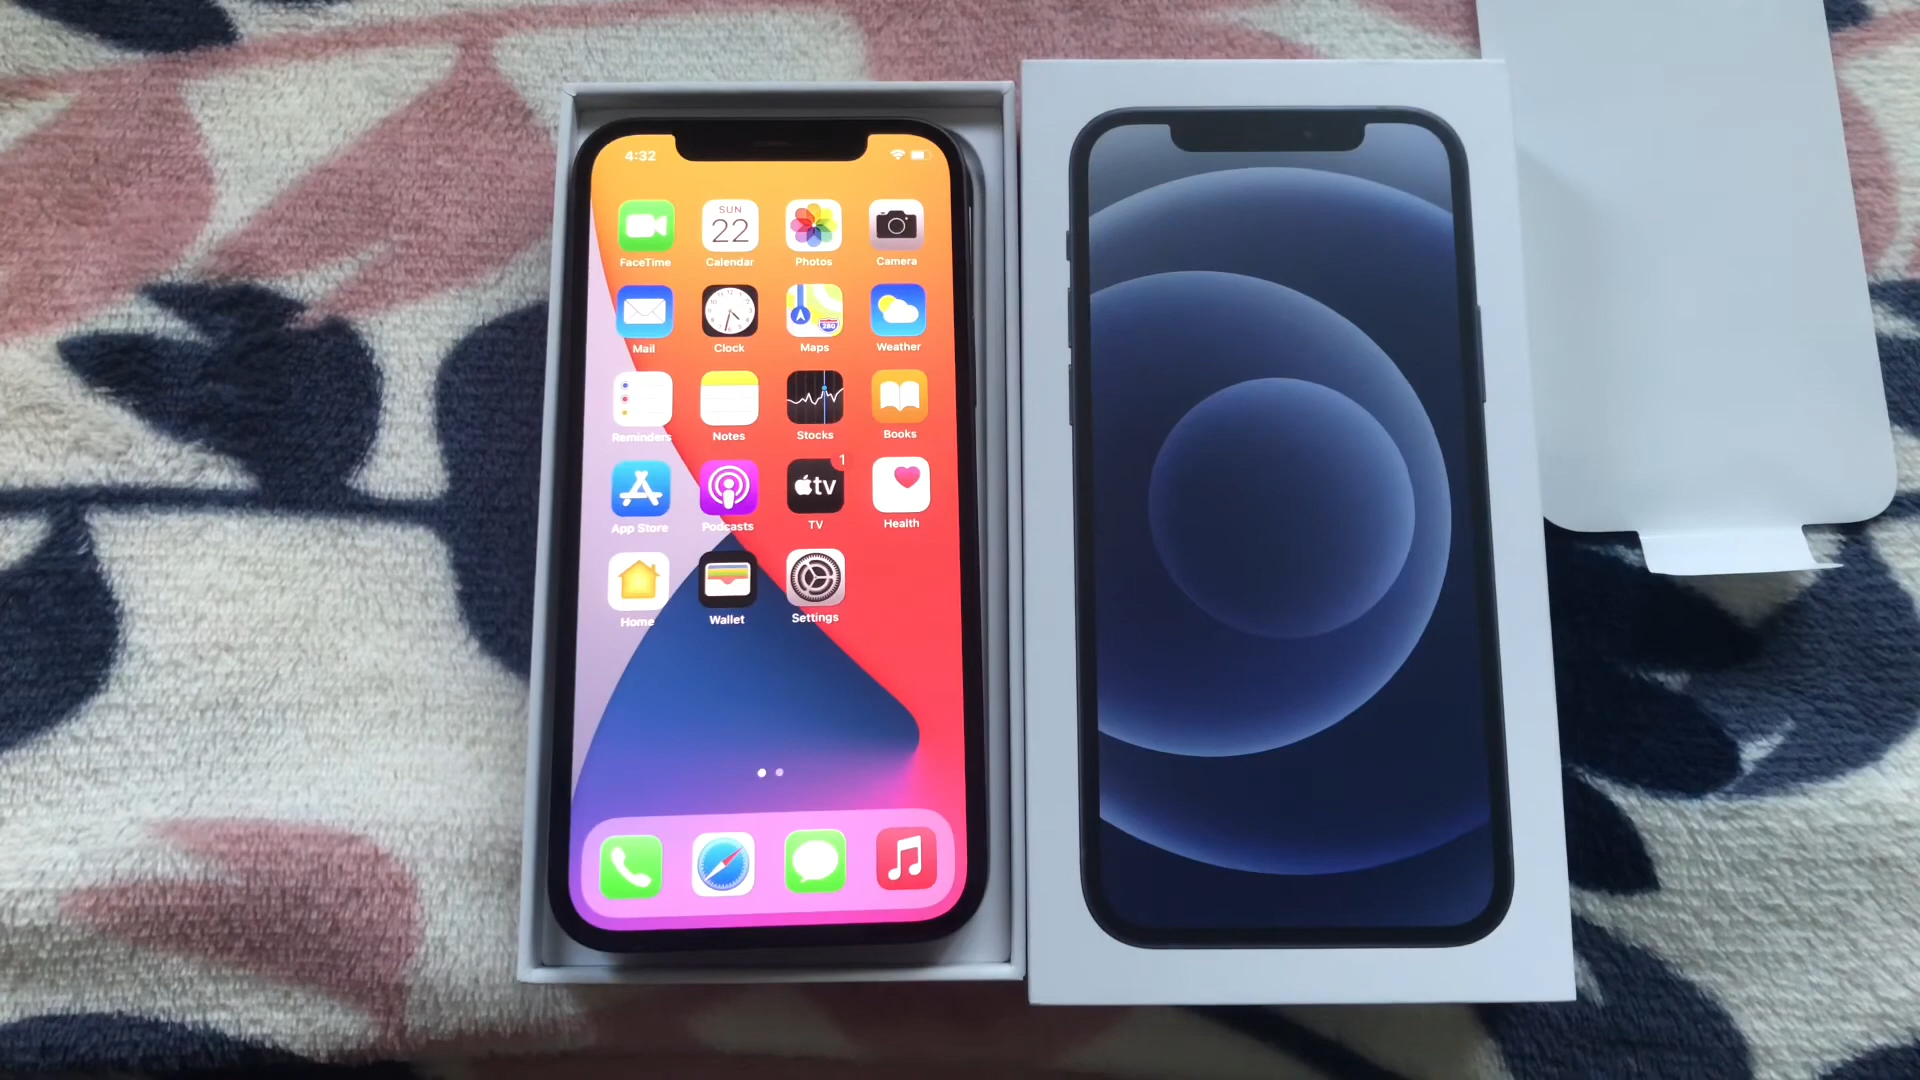 4:32
SUN
22
FaceTime
Calendar
Photos
Camera
280
Mail
Clock
Maps
Weather
Reminders
Notes
Stocks
Books
tv
1
App Store
Podcasts
TV
Health
Home
Wallet
Settings